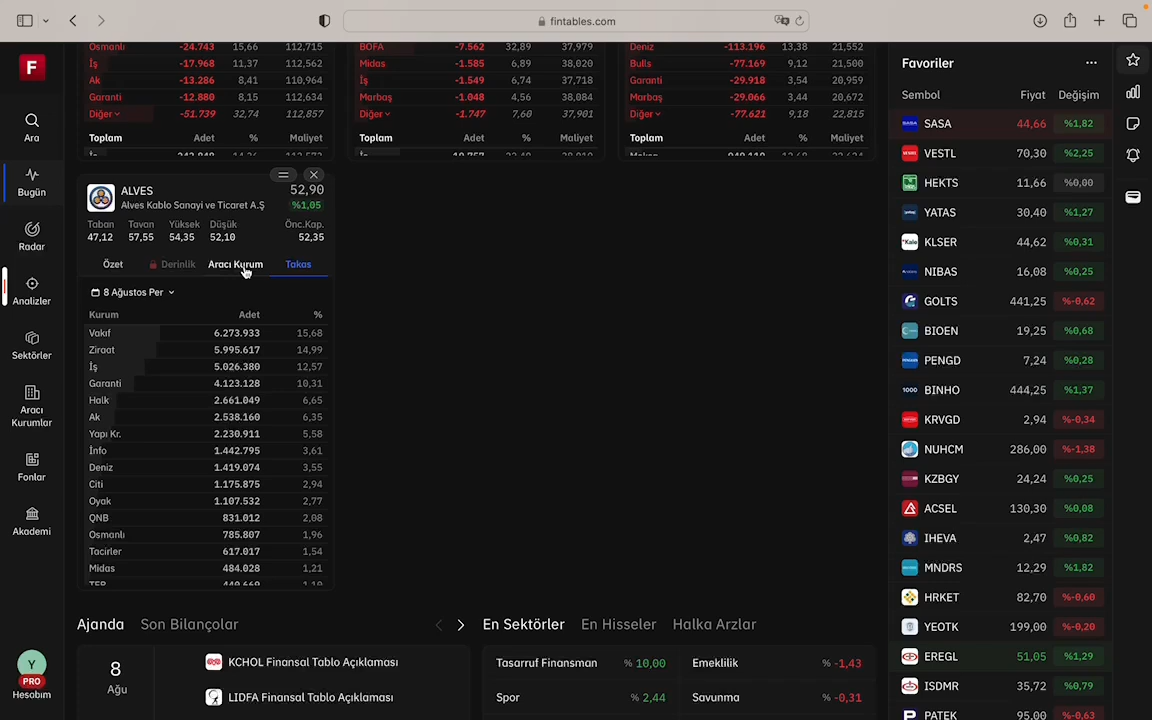 fintables.com
F
Ara
Bugün
Radar
Analizler
Sektörler
Aracı
Kurumlar
Fonlar
Akademi
Y
PRO
Hesabım
Osmanlı -24.743 15,66 112,715
İş -17.968 11,37 112,562
Ak -13.286 8,41 110,964
Garanti -12.880 8,15 112,634
Diğer -51.739 32,74 112,857
Toplam Adet % Maliyet
BOFA -7.562 32,89 37,979
Midas -1.585 6,89 38,020
İş -1.549 6,74 37,718
Marbaş -1.048 4,56 38,084
Diğer -1.747 7,60 37,901
Toplam Adet % Maliyet
Deniz -113.196 13,38 21,552
Bulls -77.169 9,12 21,500
Garanti -29.918 3,54 20,959
Marbaş -29.066 3,44 20,672
Diğer -77.621 9,18 22,815
Toplam Adet % Maliyet
ALVES 52,90
Alves Kablo Sanayi ve Ticaret A.Ş %1,05
Taban Tavan Yüksek Düşük Önc.Kap.
47,12 57,55 54,35 52,10 52,35
Özet Derinlik Aracı Kurum Takas
8 Ağustos Per
Kurum Adet %
Vakıf 6.273.933 15,68
Ziraat 5.995.617 14,99
İş 5.026.380 12,57
Garanti 4.123.128 10,31
Halk 2.661.049 6,65
Ak 2.538.160 6,35
Yapı Kr. 2.230.911 5,58
İnfo 1.442.795 3,61
Deniz 1.419.074 3,55
Citi 1.175.875 2,94
Oyak 1.107.532 2,77
QNB 831.012 2,08
Osmanlı 785.807 1,96
Tacirler 617.017 1,54
Midas 484.028 1,21
Ajanda Son Bilançolar
8
Ağu
KCHOL Finansal Tablo Açıklaması
LIDFA Finansal Tablo Açıklaması
En Sektörler En Hisseler Halka Arzlar
Tasarruf Finansman % 10,00 Emeklilik % -1,43
Spor % 2,44 Savunma % -0,31
Favoriler
Sembol Fiyat Değişim
SASA 44,66 %1,82
VESTL 70,30 %2,25
HEKTS 11,66 %0,00
YATAS 30,40 %1,27
KLSER 44,62 %0,31
NIBAS 16,08 %0,25
GOLTS 441,25 %-0,62
BIOEN 19,25 %0,68
PENGD 7,24 %0,28
BINHO 444,25 %1,37
KRVGD 2,94 %-0,34
NUHCM 286,00 %-1,38
KZBGY 24,24 %0,25
ACSEL 130,30 %0,08
IHEVA 2,47 %0,82
MNDRS 12,29 %1,82
HRKET 82,70 %-0,60
YEOTK 199,00 %-0,20
EREGL 51,05 %1,29
ISDMR 35,72 %0,79
PATEK 95,00 %-0,63